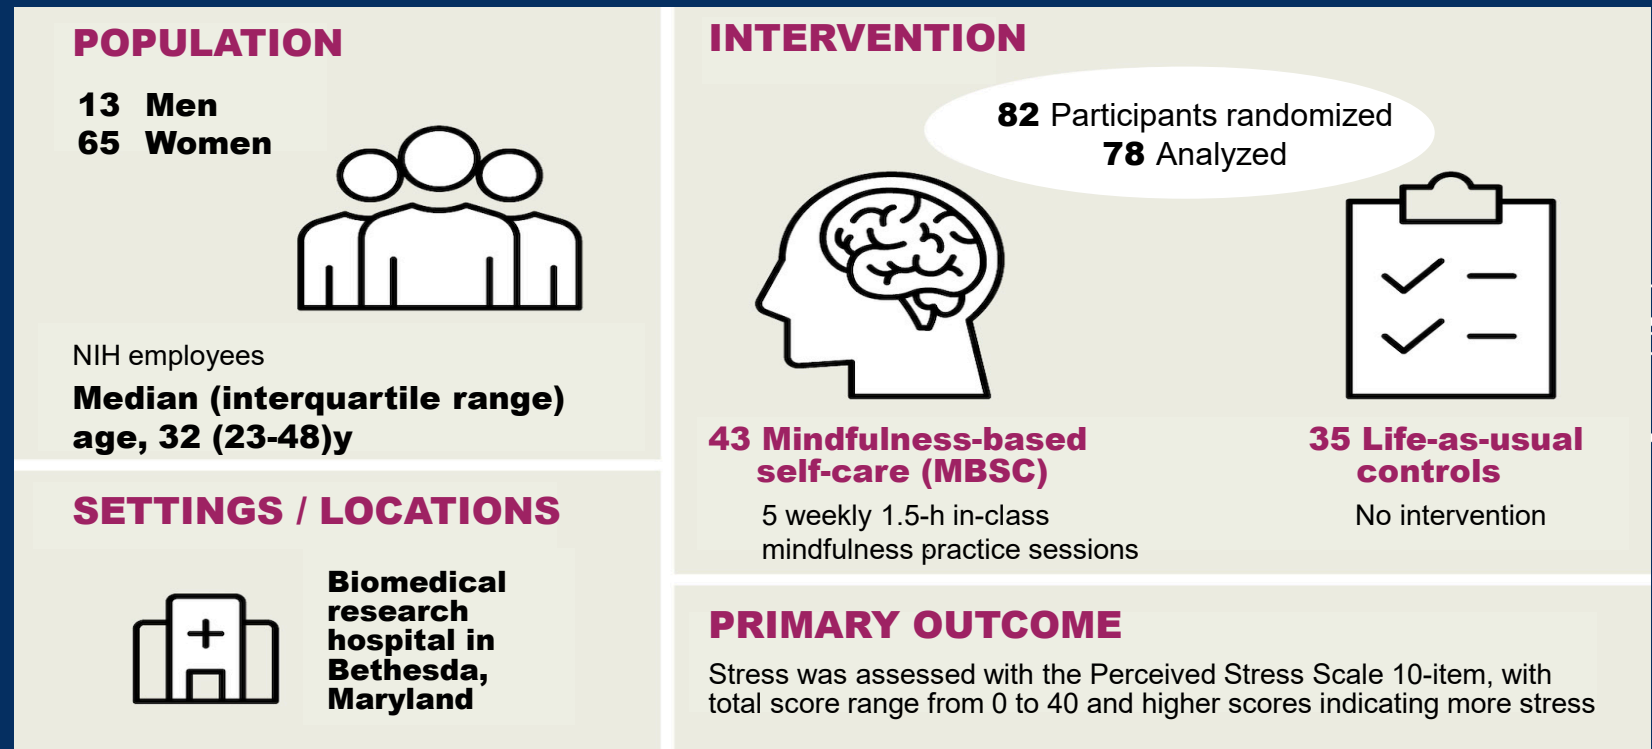 POPULATION
13 Men
65 Women
NIH employees
Median (interquartile range)
age, 32 (23-48)y
SETTINGS / LOCATIONS
Biomedical
research
hospital in
Bethesda,
Maryland
INTERVENTION
82 Participants randomized
78 Analyzed
43 Mindfulness-based
self-care (MBSC)
5 weekly 1.5-h in-class
mindfulness practice sessions
35 Life-as-usual
controls
No intervention
PRIMARY OUTCOME
Stress was assessed with the Perceived Stress Scale 10-item, with
total score range from 0 to 40 and higher scores indicating more stress